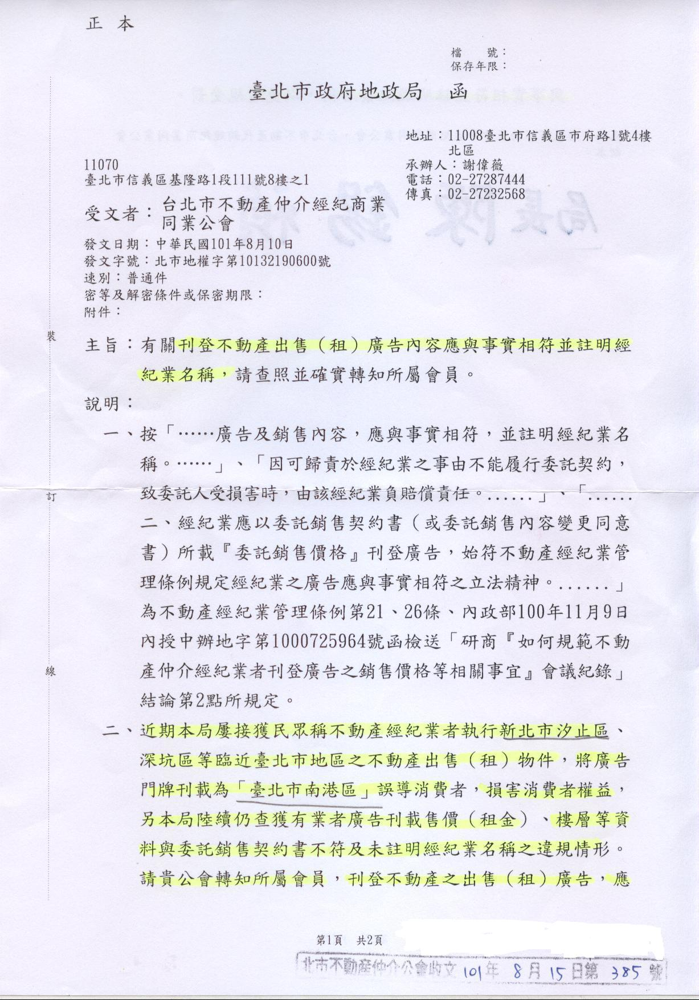 正 本
檔 號：
保存年限：
臺北市政府地政局 函
地址：11008臺北市信義區市府路1號4樓
北區
承辦人：謝偉薇
電話：02-27287444
傳真：02-27232568
11070
臺北市信義區基隆路1段111號8樓之1
受文者：台北市不動產仲介經紀商業
同業公會
發文日期：中華民國101年8月10日
發文字號：北市地權字第10132190600號
速別：普通件
密等及解密條件或保密期限：
附件：
主旨：有關刊登不動產出售（租）廣告內容應與事實相符並註明經
紀業名稱，請查照並確實轉知所屬會員。
說明：
一、按「……廣告及銷售內容，應與事實相符，並註明經紀業名
稱。……」、「因可歸責於經紀業之事由不能履行委託契約，
致委託人受損害時，由該經紀業負賠償責任。......」、「......
二、經紀業應以委託銷售契約書（或委託銷售內容變更同意
書）所載『委託銷售價格』刊登廣告，始符不動產經紀業管
理條例規定經紀業之廣告應與事實相符之立法精神。......」
為不動產經紀業管理條例第21、26條、內政部100年11月9日
內授中辦地字第1000725964號函檢送「研商『如何規範不動
產仲介經紀業者刊登廣告之銷售價格等相關事宜』會議紀錄」
結論第2點所規定。
二、近期本局屢接獲民眾稱不動產經紀業者執行新北市汐止區、
深坑區等臨近臺北市地區之不動產出售（租）物件，將廣告
門牌刊載為「臺北市南港區」誤導消費者，損害消費者權益，
另本局陸續仍查獲有業者廣告刊載售價（租金）、樓層等資
料與委託銷售契約書不符及未註明經紀業名稱之違規情形。
請貴公會轉知所屬會員，刊登不動產之出售（租）廣告，應
裝
訂
線
第1頁 共2頁
北市不動產仲介公會收文 101年 8月15日第 385 號